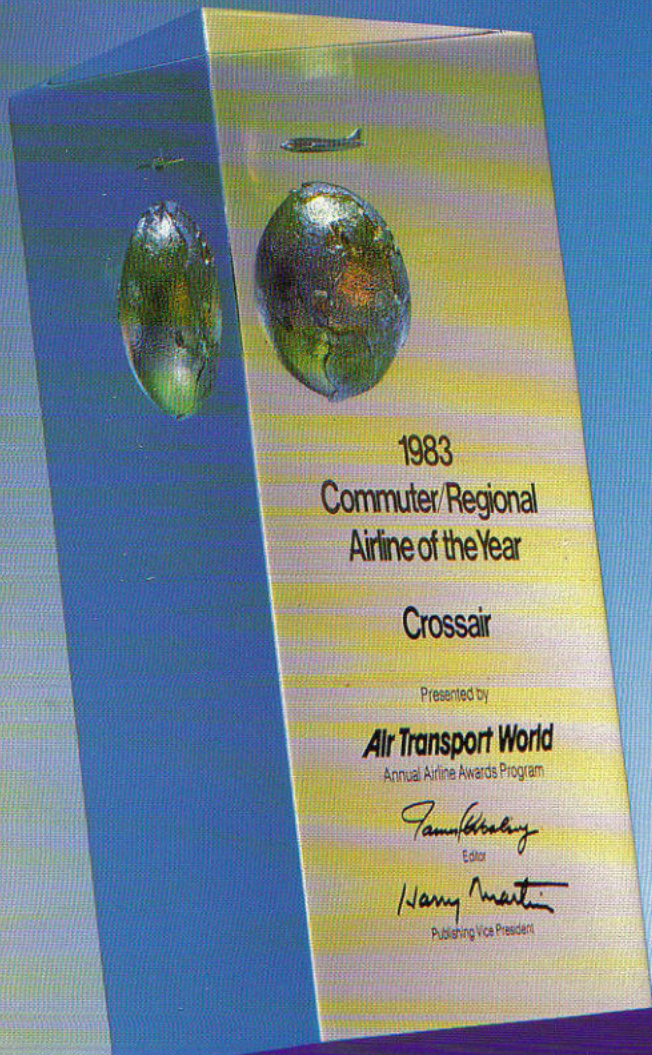 1983
Commuter/Regional
Airline of the Year
Crossair
Presented by
Air Transport World
Annual Airline Awards Program
Editor
Harry Martin
Publishing Vice President